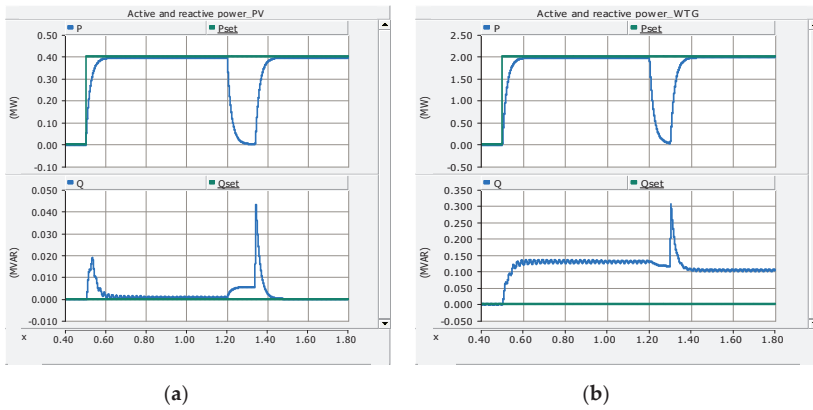 Active and reactive power_PV
P Pset
0.50
0.40
0.30
0.20
0.10
0.00
-0.10
(MW)
Q Qset
0.050
0.040
0.030
0.020
0.010
0.000
-0.010
(MVAR)
x 0.40 0.60 0.80 1.00 1.20 1.40 1.60 1.80
(a)
Active and reactive power_WTG
P Pset
2.50
2.00
1.50
1.00
0.50
0.00
-0.50
(MW)
Q Qset
0.350
0.300
0.250
0.200
0.150
0.100
0.050
0.000
-0.050
(MVAR)
x 0.40 0.60 0.80 1.00 1.20 1.40 1.60 1.80
(b)